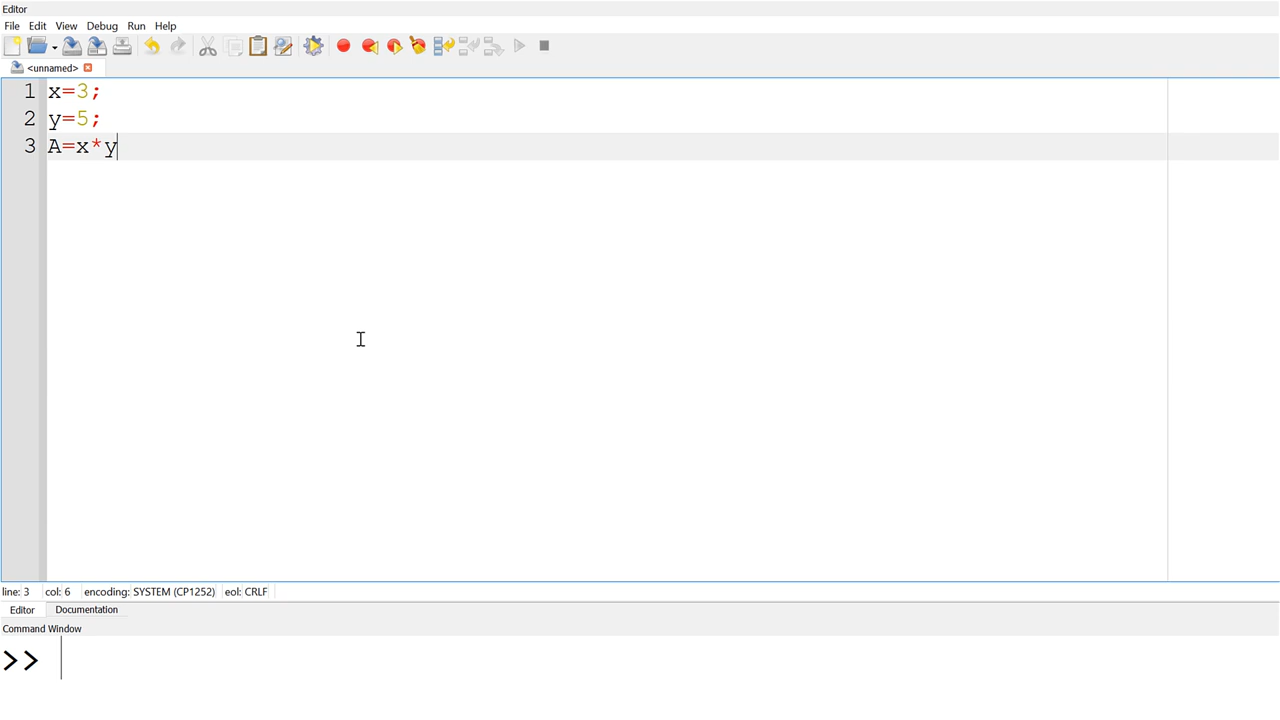 Editor
File Edit View Debug Run Help
<unnamed>
1 x=3;
2 y=5;
3 A=x*y
line: 3 col: 6 encoding: SYSTEM (CP1252) eol: CRLF
Editor Documentation
Command Window
>>